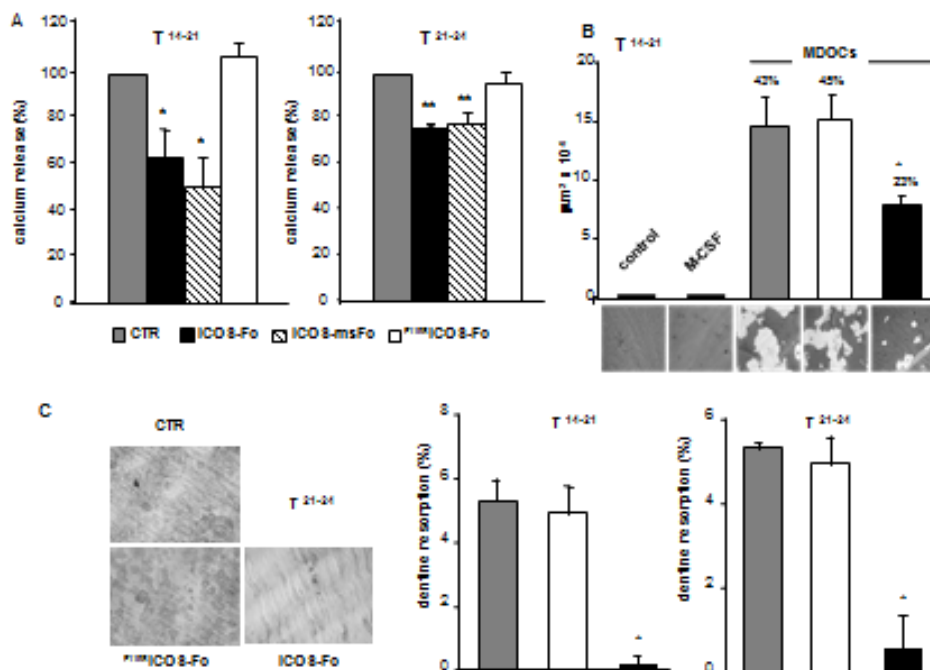 A
T 14-21
T 21-24
calcium release (%)
120
100
80
60
40
20
0
*
*
calcium release (%)
120
100
80
60
40
20
0
**
**
CTR
ICOS-Fc
ICOS-msFc
ICOS-Fc
B
T 14-21
MDOCs
20
15
10
5
0
43%
45%
23%
control
M-CSF
C
CTR
T 21-24
ICOS-Fc
ICOS-Fc
dentine resorption (%)
8
6
4
2
0
T 14-21
dentine resorption (%)
6
4
2
0
T 21-24